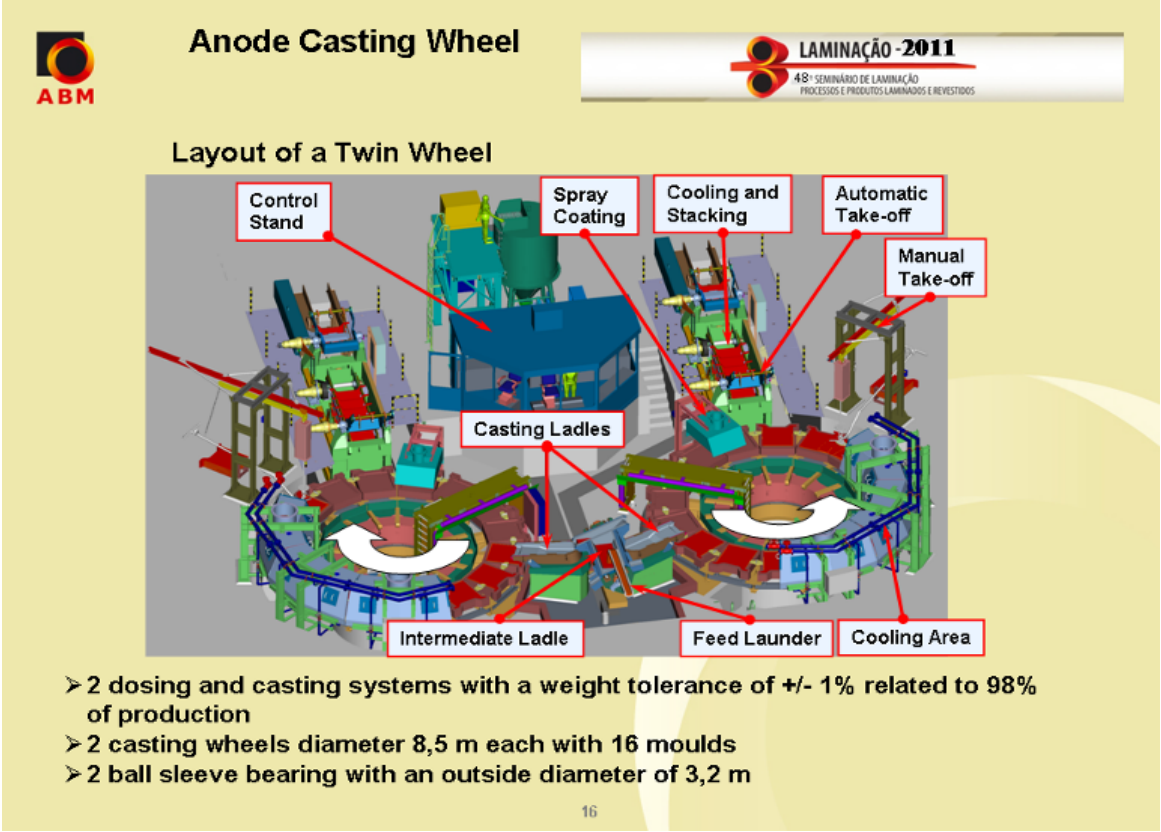 Anode Casting Wheel
ABM
LAMINAÇÃO -2011
48º SEMINÁRIO DE LAMINAÇÃO
PROCESSOS E PRODUTOS LAMINADOS E REVESTIDOS
Layout of a Twin Wheel
Control
Stand
Spray
Coating
Cooling and
Stacking
Automatic
Take-off
Manual
Take-off
Casting Ladles
Intermediate Ladle
Feed Launder
Cooling Area
➢ 2 dosing and casting systems with a weight tolerance of +/- 1% related to 98%
of production
➢ 2 casting wheels diameter 8,5 m each with 16 moulds
➢ 2 ball sleeve bearing with an outside diameter of 3,2 m
16